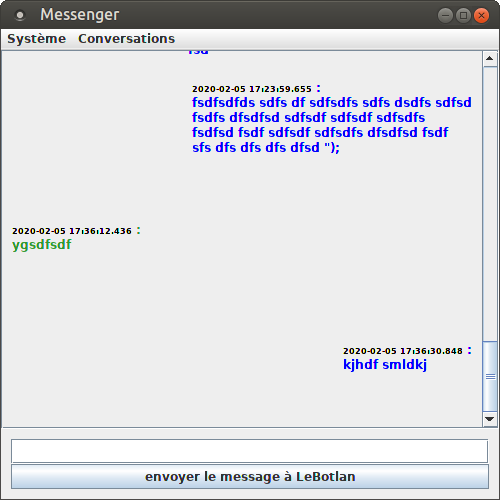 Messenger
Système Conversations
fsd
2020-02-05 17:23:59.655 :
fsdfsdfds sdfs df sdfsdfs sdfs dsdfs sdfsd
fsdfs dfsdfsd sdfsdf sdfsdf sdfsdfs
fsdfsd fsdf sdfsdf sdfsdfs dfsdfsd fsdf
sfs dfs dfs dfs dfsd ");
2020-02-05 17:36:12.436 :
ygsdfsdf
2020-02-05 17:36:30.848 :
kjhdf smldkj
envoyer le message à LeBotlan